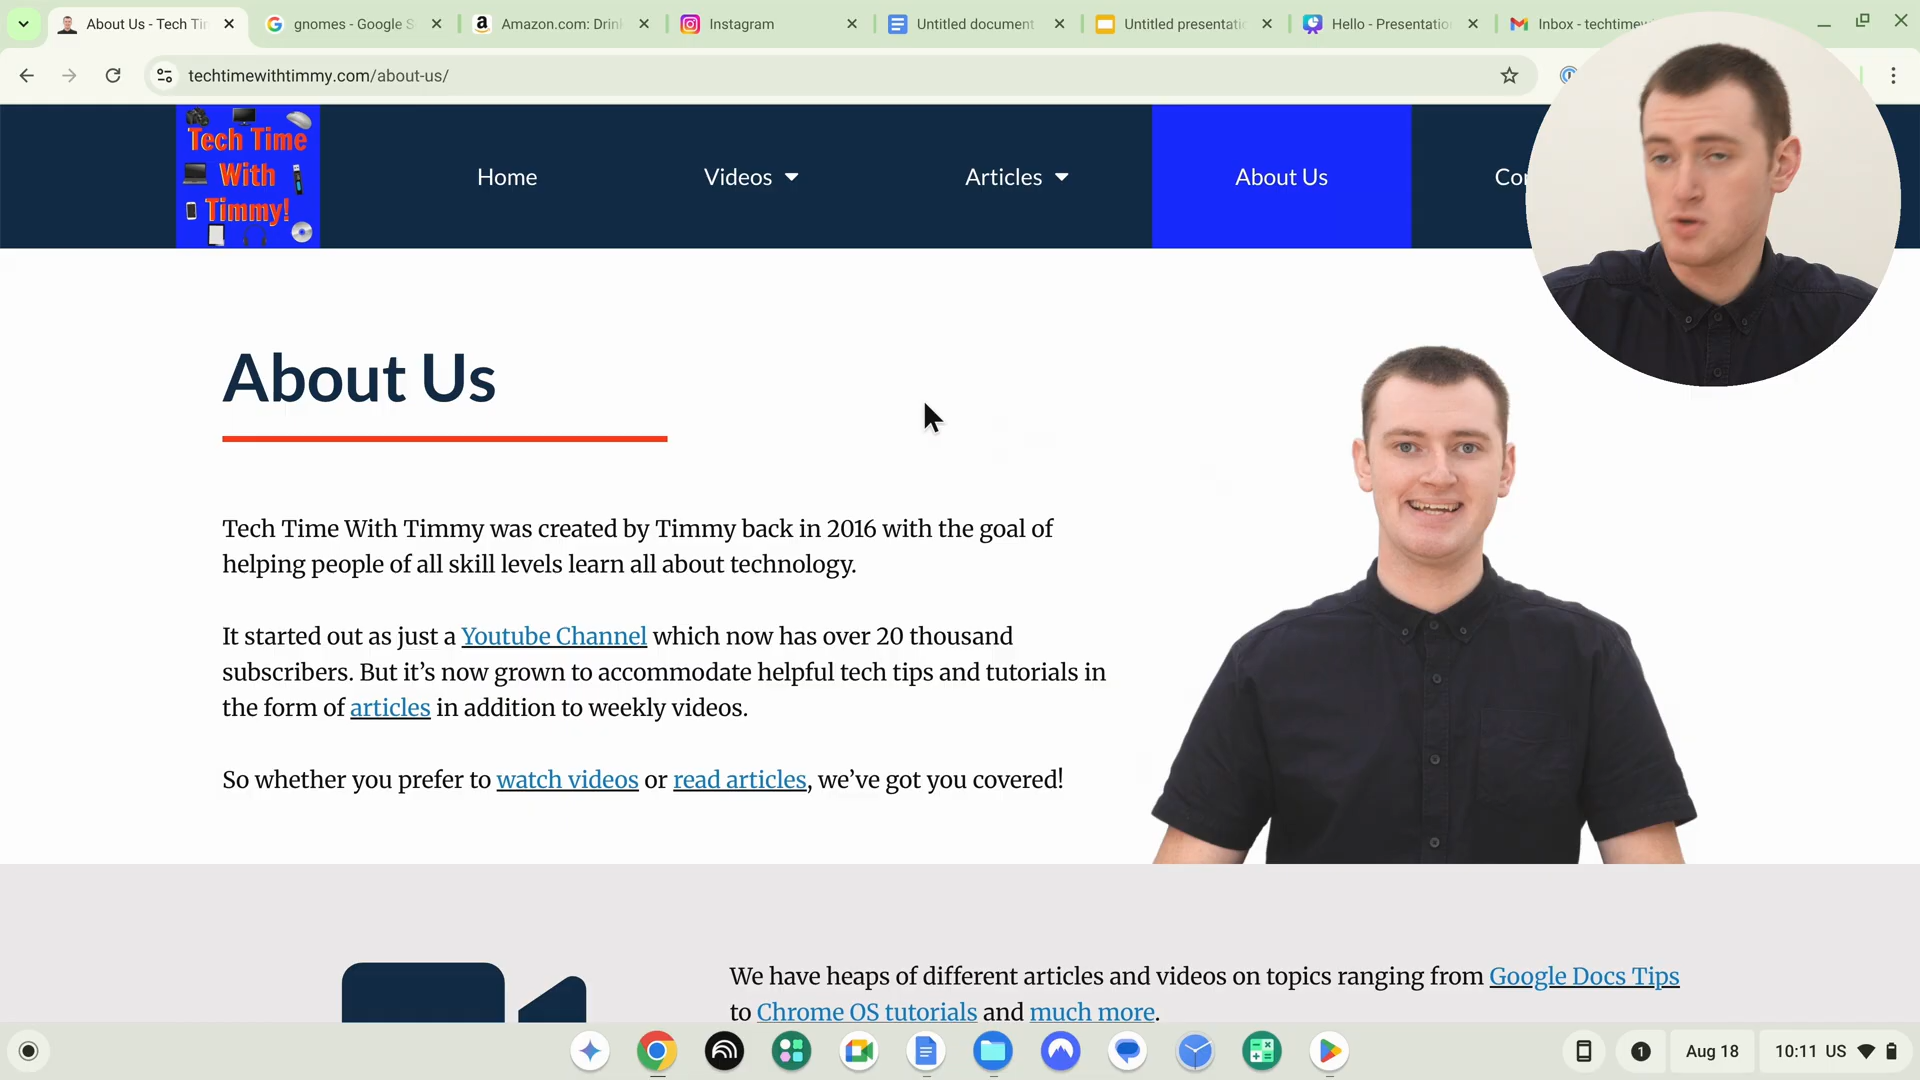 About Us - Tech Ti
gnomes - Google S
Amazon.com: Drin
Instagram
Untitled document
Untitled presentati
Hello - Presentatio
Inbox - techtimew
techtimewithtimmy.com/about-us/
Tech Time
With
Timmy!
Home
Videos
Articles
About Us
Con
About Us
Tech Time With Timmy was created by Timmy back in 2016 with the goal of
helping people of all skill levels learn all about technology.
It started out as just a Youtube Channel which now has over 20 thousand
subscribers. But it’s now grown to accommodate helpful tech tips and tutorials in
the form of articles in addition to weekly videos.
So whether you prefer to watch videos or read articles, we’ve got you covered!
We have heaps of different articles and videos on topics ranging from Google Docs Tips
to Chrome OS tutorials and much more.
1
Aug 18
10:11 US